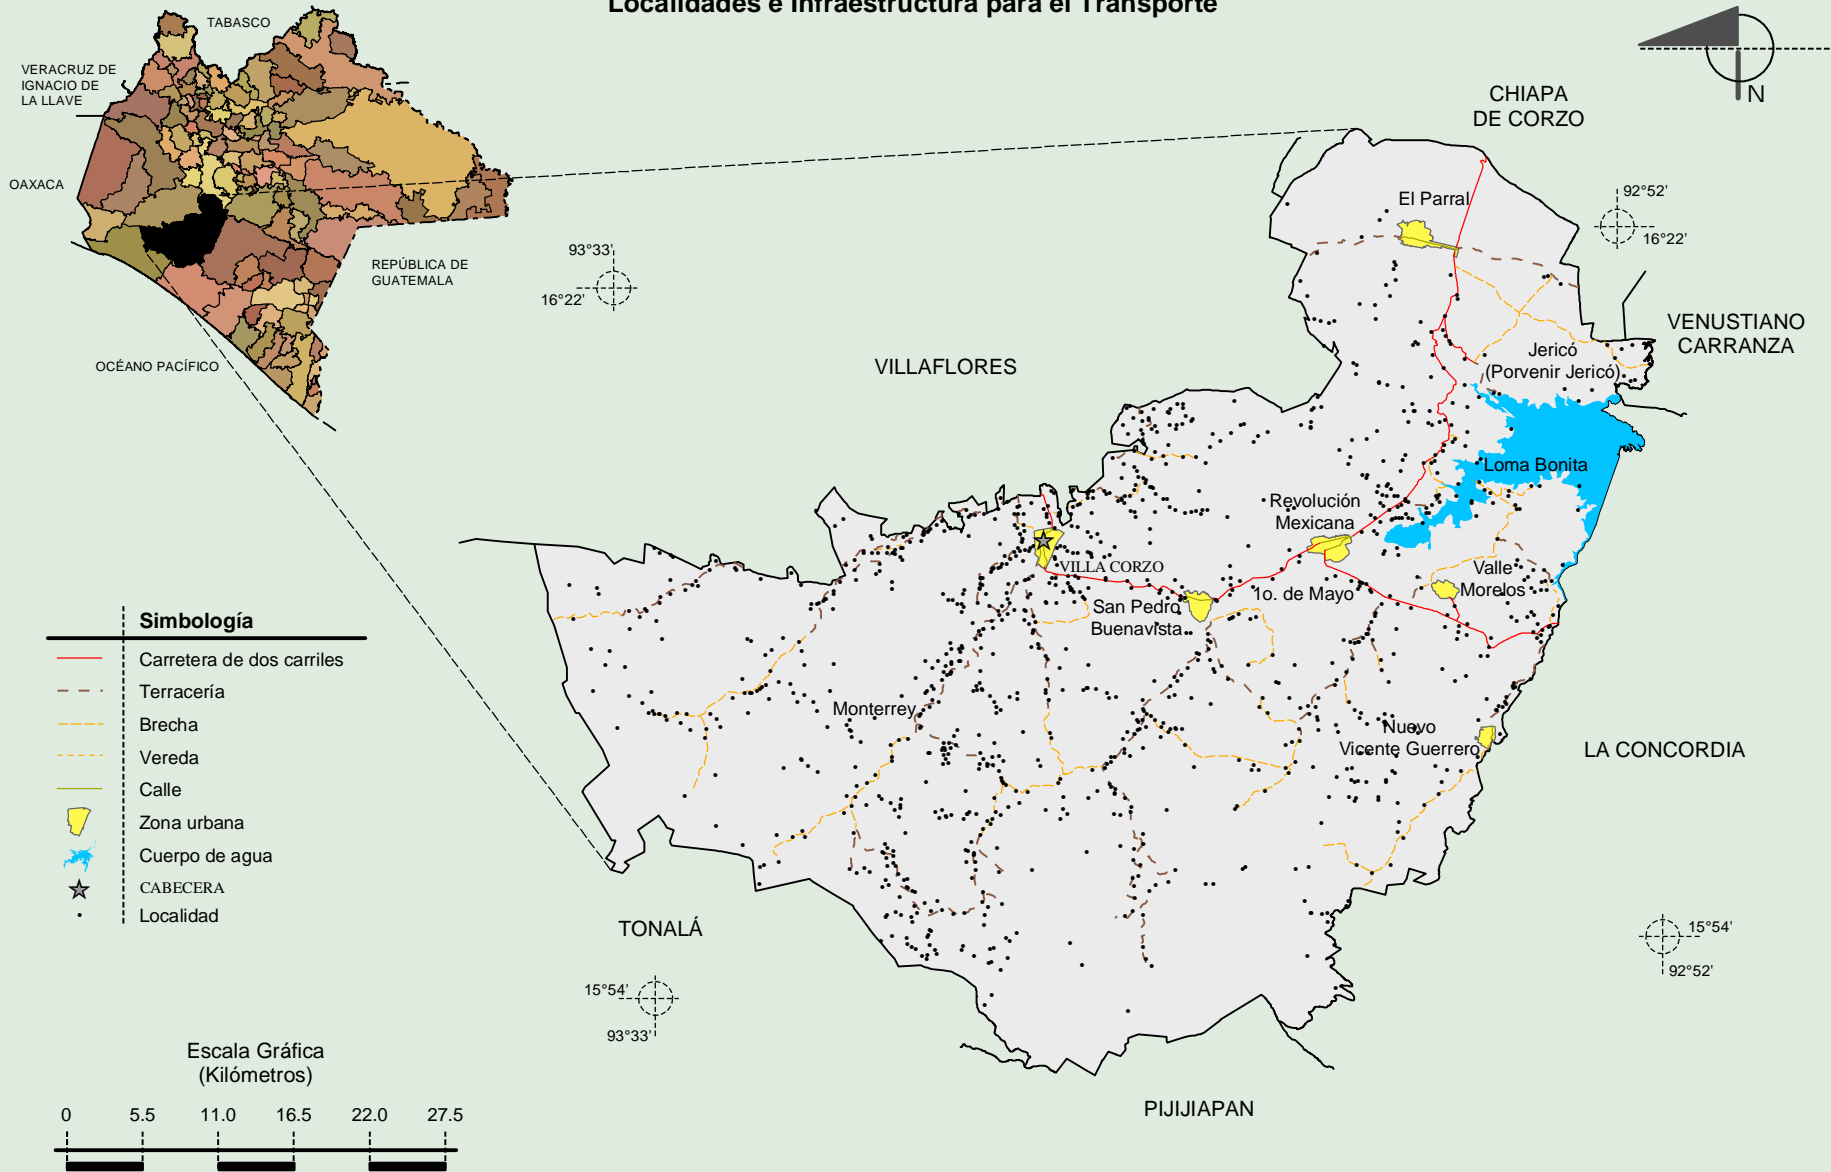 Localidades e Infraestructura para el Transporte
TABASCO
VERACRUZ DE
IGNACIO DE
LA LLAVE
OAXACA
REPÚBLICA DE
GUATEMALA
OCÉANO PACÍFICO
N
CHIAPA
DE CORZO
92°52'
16°22'
93°33'
16°22'
El Parral
VENUSTIANO
CARRANZA
VILLAFLORES
Jericó
(Porvenir Jericó)
Loma Bonita
Revolución
Mexicana
VILLA CORZO
Valle
Morelos
1o. de Mayo
San Pedro
Buenavista
Monterrey
Nuevo
Vicente Guerrero
LA CONCORDIA
Simbología
Carretera de dos carriles
Terracería
Brecha
Vereda
Calle
Zona urbana
Cuerpo de agua
CABECERA
Localidad
TONALÁ
15°54'
92°52'
15°54'
93°33'
PIJIJIAPAN
Escala Gráfica
(Kilómetros)
0 5.5 11.0 16.5 22.0 27.5